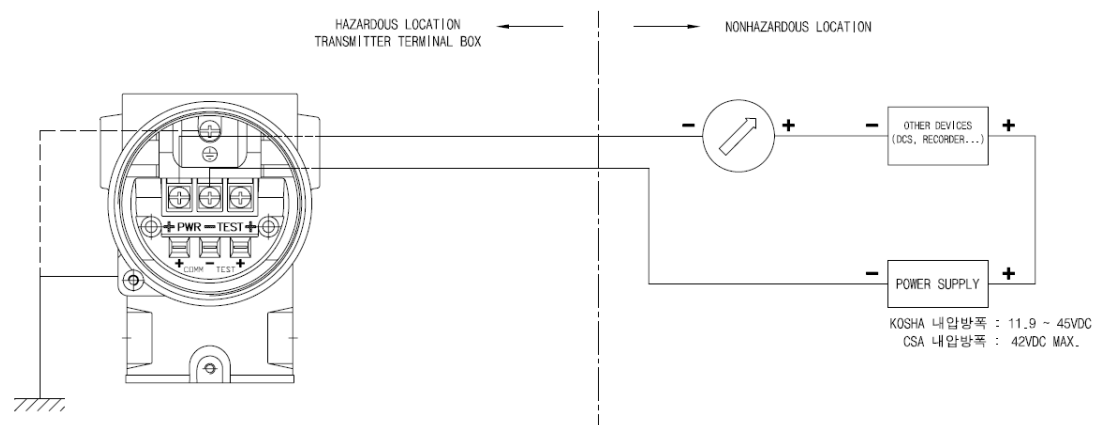 HAZARDOUS LOCATION
TRANSMITTER TERMINAL BOX
NONHAZARDOUS LOCATION
- + - OTHER DEVICES +
(DCS, RECORDER...)
+ PWR - TEST +
+ - +
COMM TEST
- POWER SUPPLY +
KOSHA 내압방폭 : 11.9 ~ 45VDC
CSA 내압방폭 : 42VDC MAX.